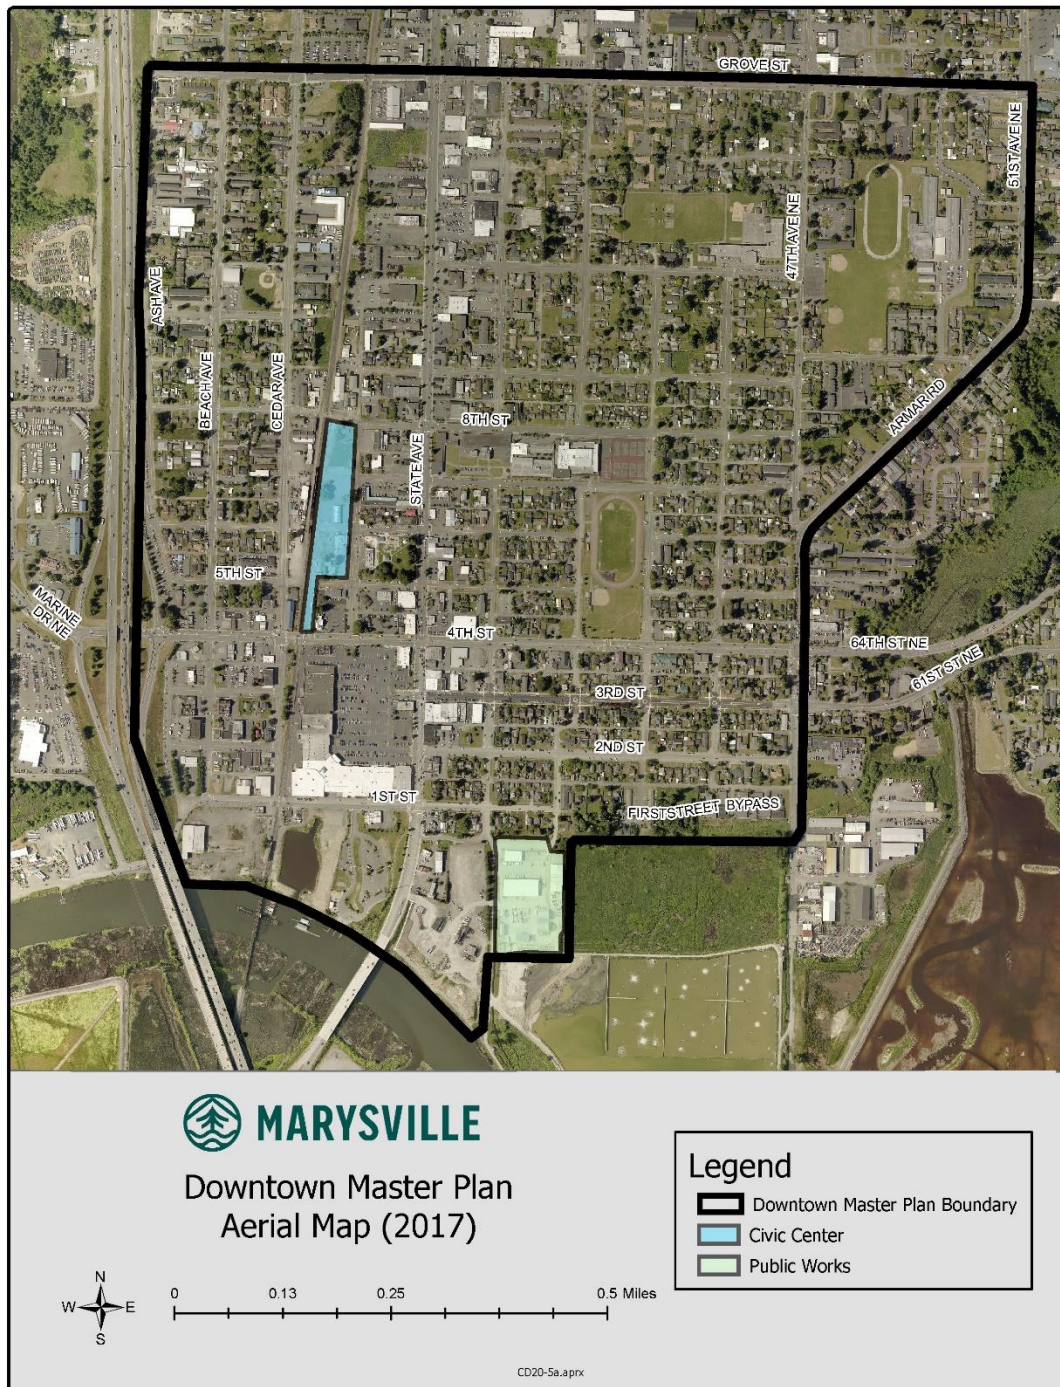 GROVE ST
51ST AVE NE
47TH AVE NE
ASH AVE
BEACH AVE
CEDAR AVE
ARMAR RD
8TH ST
STATE AVE
5TH ST
MARINE
DRIVE
4TH ST
64TH ST NE
61ST ST NE
3RD ST
2ND ST
1ST ST
FIRST STREET BYPASS
MARYSVILLE
Downtown Master Plan
Aerial Map (2017)
Legend
Downtown Master Plan Boundary
Civic Center
Public Works
N
W E
S
0 0.13 0.25 0.5 Miles
CD20-5a.aprx